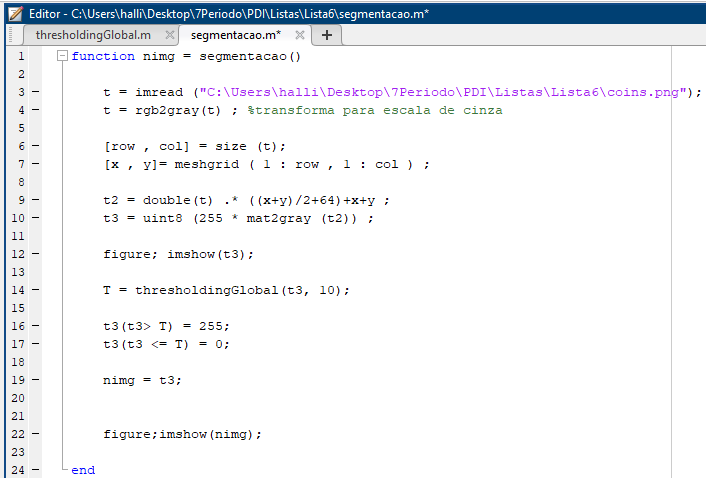 Editor - C:\Users\halli\Desktop\7Periodo\PDI\Listas\Lista6\segmentacao.m*
thresholdingGlobal.m segmentacao.m*
1 function nimg = segmentacao()
2
3 t = imread ("C:\Users\halli\Desktop\7Periodo\PDI\Listas\Lista6\coins.png");
4 t = rgb2gray(t) ; %transforma para escala de cinza
5
6 [row , col] = size (t);
7 [x , y]= meshgrid ( 1 : row , 1 : col ) ;
8
9 t2 = double(t) .* ((x+y)/2+64)+x+y ;
10 t3 = uint8 (255 * mat2gray (t2)) ;
11
12 figure; imshow(t3);
13
14 T = thresholdingGlobal(t3, 10);
15
16 t3(t3> T) = 255;
17 t3(t3 <= T) = 0;
18
19 nimg = t3;
20
21
22 figure;imshow(nimg);
23
24 end